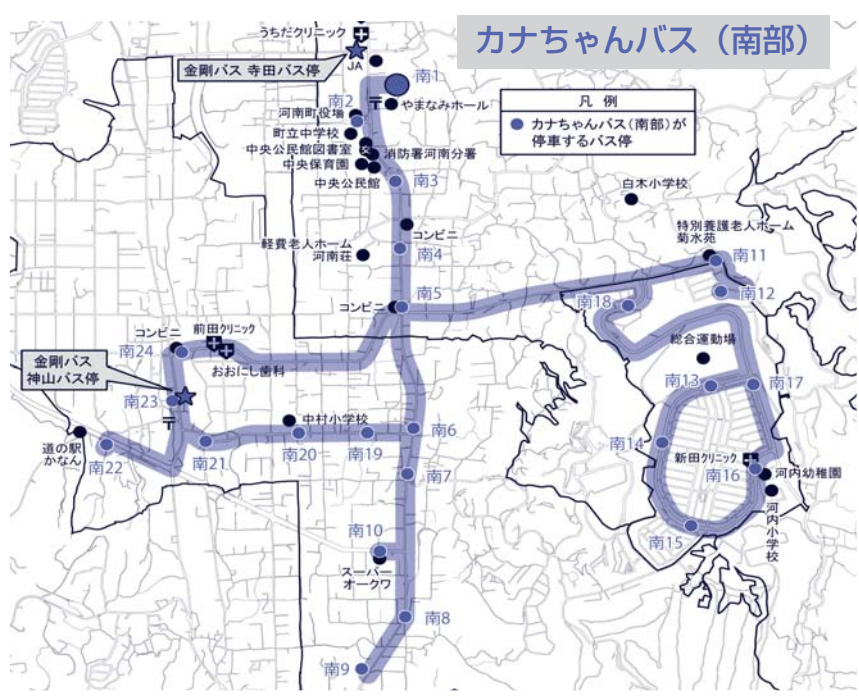 カナちゃんバス（南部）
うちだクリニック
JA
金剛バス 寺田バス停
南1
凡 例
カナちゃんバス(南部)が
停車するバス停
南2
やまなみホール
河南町役場
町立中学校
中央公民館図書室
消防署河南分署
中央保育園
中央公民館
南3
白木小学校
コンビニ
特別養護老人ホーム
菊水苑
軽費老人ホーム
河南荘
南4
南11
コンビニ
南5
南18
南12
コンビニ
前田クリニック
南24
おおにし歯科
総合運動場
金剛バス
神山バス停
南23
南13
南17
中村小学校
道の駅
かなん
南22
南21
南20
南19
南6
南14
新田クリニック
南16
河内幼稚園
南7
河内小学校
南10
スーパー
オークワ
南15
南8
南9